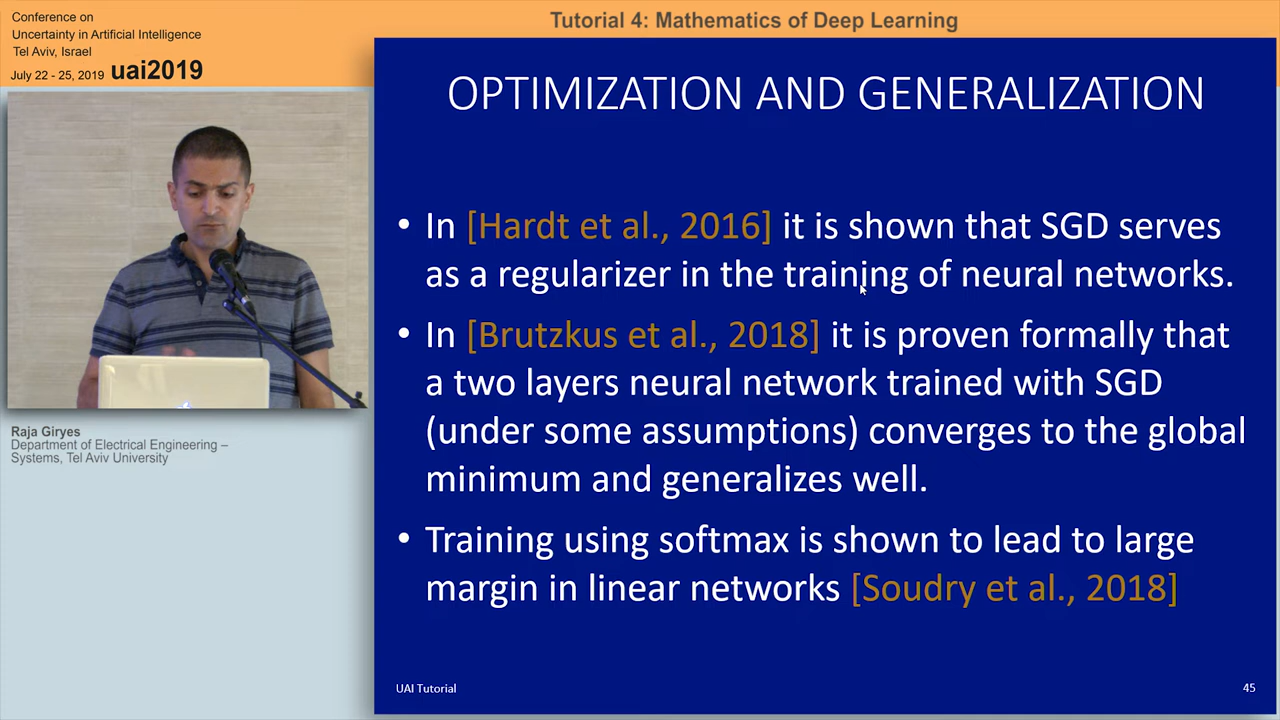 Conference on
Uncertainty in Artificial Intelligence
Tel Aviv, Israel
July 22 - 25, 2019 uai2019
Tutorial 4: Mathematics of Deep Learning
OPTIMIZATION AND GENERALIZATION
• In [Hardt et al., 2016] it is shown that SGD serves
as a regularizer in the training of neural networks.
• In [Brutzkus et al., 2018] it is proven formally that
a two layers neural network trained with SGD
(under some assumptions) converges to the global
minimum and generalizes well.
• Training using softmax is shown to lead to large
margin in linear networks [Soudry et al., 2018]
UAI Tutorial
45
Raja Giryes
Department of Electrical Engineering –
Systems, Tel Aviv University